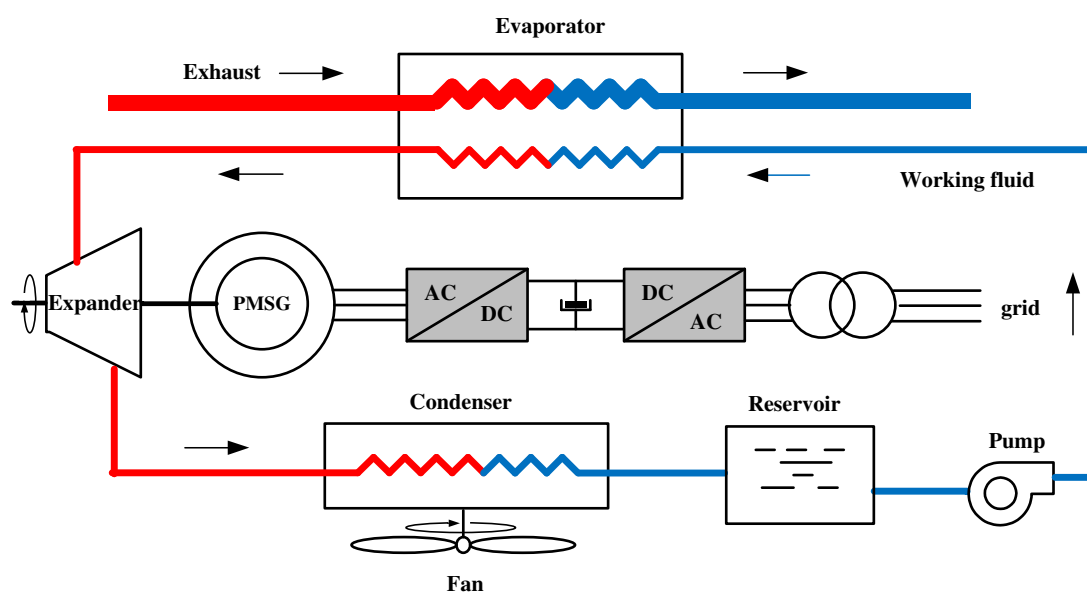 Evaporator
Exhaust
Working fluid
Expander
PMSG
AC
DC
DC
AC
grid
Condenser
Reservoir
Pump
Fan